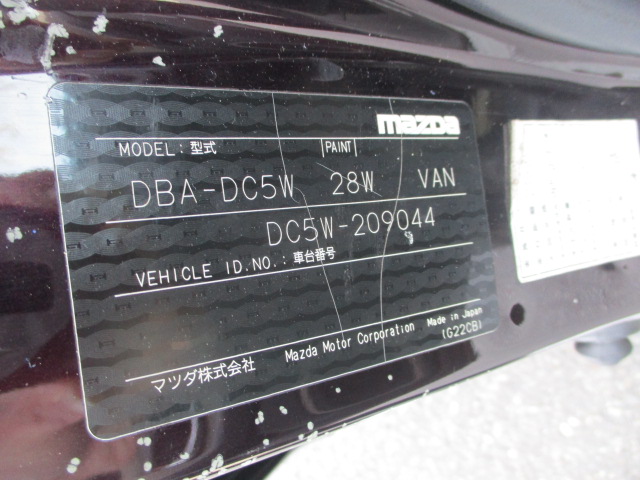 mazda
MODEL: 型式 PAINT
DBA-DC5W 28W VAN
DC5W-209044
VEHICLE ID.NO.: 車台番号
マツダ株式会社 Mazda Motor Corporation Made in Japan
(G22CB)